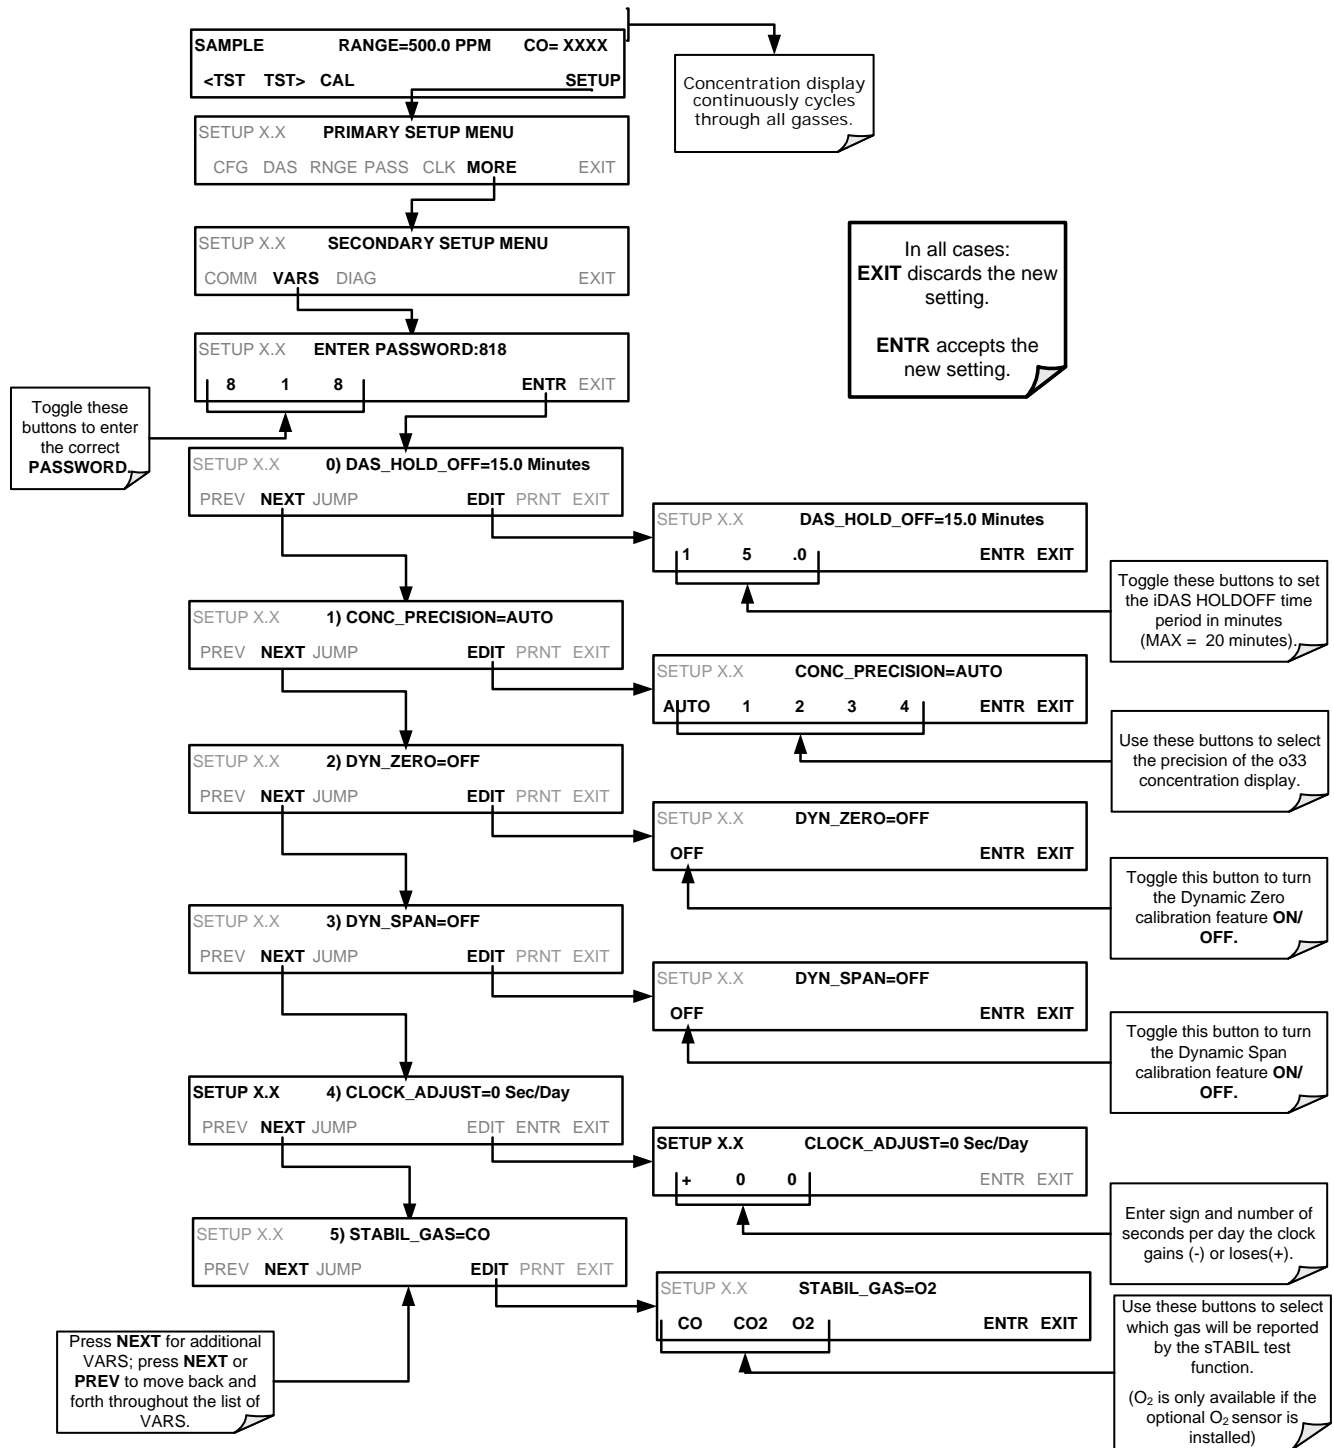 SAMPLE RANGE=500.0 PPM CO= XXXX
<TST TST> CAL SETUP
Concentration display
continuously cycles
through all gasses.
SETUP X.X PRIMARY SETUP MENU
CFG DAS RNGE PASS CLK MORE EXIT
SETUP X.X SECONDARY SETUP MENU
COMM VARS DIAG EXIT
In all cases:
EXIT discards the new
setting.
ENTR accepts the
new setting.
SETUP X.X ENTER PASSWORD:818
8 1 8 ENTR EXIT
Toggle these
buttons to enter
the correct
PASSWORD.
SETUP X.X 0) DAS_HOLD_OFF=15.0 Minutes
PREV NEXT JUMP EDIT PRNT EXIT
SETUP X.X DAS_HOLD_OFF=15.0 Minutes
1 5 .0 ENTR EXIT
Toggle these buttons to set
the iDAS HOLDOFF time
period in minutes
(MAX = 20 minutes).
SETUP X.X 1) CONC_PRECISION=AUTO
PREV NEXT JUMP EDIT PRNT EXIT
SETUP X.X CONC_PRECISION=AUTO
AUTO 1 2 3 4 ENTR EXIT
Use these buttons to select
the precision of the o33
concentration display.
SETUP X.X 2) DYN_ZERO=OFF
PREV NEXT JUMP EDIT PRNT EXIT
SETUP X.X DYN_ZERO=OFF
OFF ENTR EXIT
Toggle this button to turn
the Dynamic Zero
calibration feature ON/
OFF.
SETUP X.X 3) DYN_SPAN=OFF
PREV NEXT JUMP EDIT PRNT EXIT
SETUP X.X DYN_SPAN=OFF
OFF ENTR EXIT
Toggle this button to turn
the Dynamic Span
calibration feature ON/
OFF.
SETUP X.X 4) CLOCK_ADJUST=0 Sec/Day
PREV NEXT JUMP EDIT ENTR EXIT
SETUP X.X CLOCK_ADJUST=0 Sec/Day
+ 0 0 ENTR EXIT
Enter sign and number of
seconds per day the clock
gains (-) or loses(+).
SETUP X.X 5) STABIL_GAS=CO
PREV NEXT JUMP EDIT PRNT EXIT
SETUP X.X STABIL_GAS=O2
CO CO2 O2 ENTR EXIT
Use these buttons to select
which gas will be reported
by the sTABIL test
function.
(O2 is only available if the
optional O2 sensor is
installed)
Press NEXT for additional
VARS; press NEXT or
PREV to move back and
forth throughout the list of
VARS.